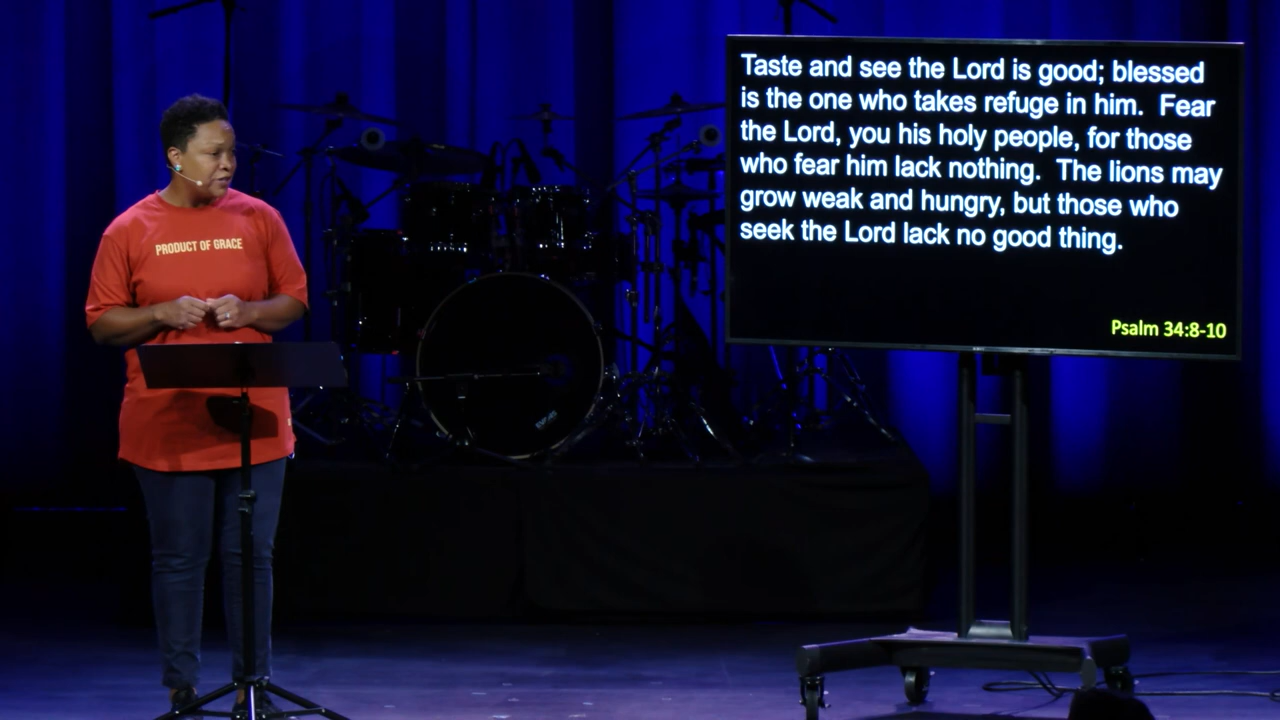 PRODUCT OF GRACE
Taste and see the Lord is good; blessed
is the one who takes refuge in him.  Fear
the Lord, you his holy people, for those
who fear him lack nothing.  The lions may
grow weak and hungry, but those who
seek the Lord lack no good thing.
Psalm 34:8-10